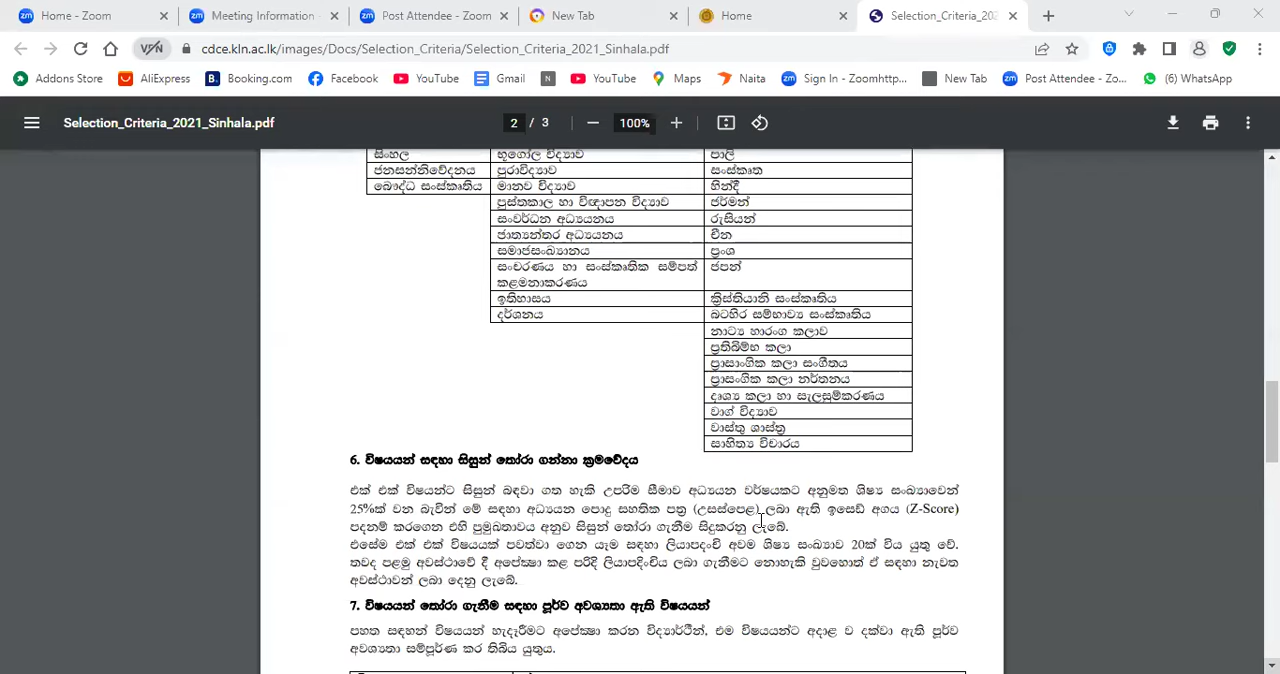 Home - Zoom
Meeting Information -
Post Attendee - Zoom
New Tab
Home
Selection_Criteria_202
VPN
cdce.kln.ac.lk/images/Docs/Selection_Criteria/Selection_Criteria_2021_Sinhala.pdf
Addons Store
AliExpress
Booking.com
Facebook
YouTube
Gmail
N
YouTube
Maps
Naita
Sign In - Zoomhttp...
New Tab
Post Attendee - Zo...
(6) WhatsApp
Selection_Criteria_2021_Sinhala.pdf
2 / 3
100%
සිංහල භූගෝල විද්‍යාව පාලි
ජනසන්නිවේදනය පුරාවිද්‍යාව සංස්කෘත
බෞද්ධ සංස්කෘතිය මානව විද්‍යාව හින්දි
පුස්තකාල හා විඥාපන විද්‍යාව ජර්මන්
සංවර්ධන අධ්‍යයනය රුසියන්
ජාත්‍යන්තර අධ්‍යයනය චීන
සමාජසංඛ්‍යානය ප්‍රංශ
සංචරණය හා සංස්කෘතික සම්පත් ජපන්
කළමනාකරණය
ඉතිහාසය ක්‍රිස්තියානි සංස්කෘතිය
දර්ශනය බටහිර සම්භාව්‍ය සංස්කෘතිය
නාට්‍ය හාරංග කලාව
ප්‍රතිබිම්භ කලා
ප්‍රාසාංගික කලා සංගීතය
ප්‍රාසංගික කලා නර්තනය
දෘශ්‍ය කලා හා සැලසුම්කරණය
වාග් විද්‍යාව
වාස්තු ශාස්ත්‍ර
සාහිත්‍ය විචාරය
6. විෂයයන් සඳහා සිසුන් තෝරා ගන්නා ක්‍රමවේදය
එක් එක් විෂයන්ට සිසුන් බඳවා ගත හැකි උපරිම සීමාව අධ්‍යයන වර්ෂයකට අනුමත ශිෂ්‍ය සංඛ්‍යාවෙන්
25%ක් වන බැවින් මේ සඳහා අධ්‍යයන පොදු සහතික පත්‍ර (උසස්පෙළ) ලබා ඇති ඉසෙඩ් අගය (Z-Score)
පදනම් කරගෙන එහි ප්‍රමුඛතාවය අනුව සිසුන් තෝරා ගැනීම සිදුකරනු ලැබේ.
එසේම එක් එක් විෂයයක් පවත්වා ගෙන යෑම සඳහා ලියාපදංචි අවම ශිෂ්‍ය සංඛ්‍යාව 20ක් විය යුතු වේ.
තවද පළමු අවස්ථාවේ දී අපේක්‍ෂා කළ පරිදි ලියාපදිංචිය ලබා ගැනීමට නොහැකි වුවහොත් ඒ සඳහා නැවත
අවස්ථාවන් ලබා දෙනු ලැබේ.
7. විෂයයන් තෝරා ගැනීම සඳහා පූර්ව අවශ්‍යතා ඇති විෂයයන්
පහත සඳහන් විෂයයන් හැදෑරීමට අපේක්‍ෂා කරන විද්‍යාර්ථීන්, එම විෂයයන්ට අදාළ ව දක්වා ඇති පූර්ව
අවශ්‍යතා සම්පූර්ණ කර තිබිය යුතුය.